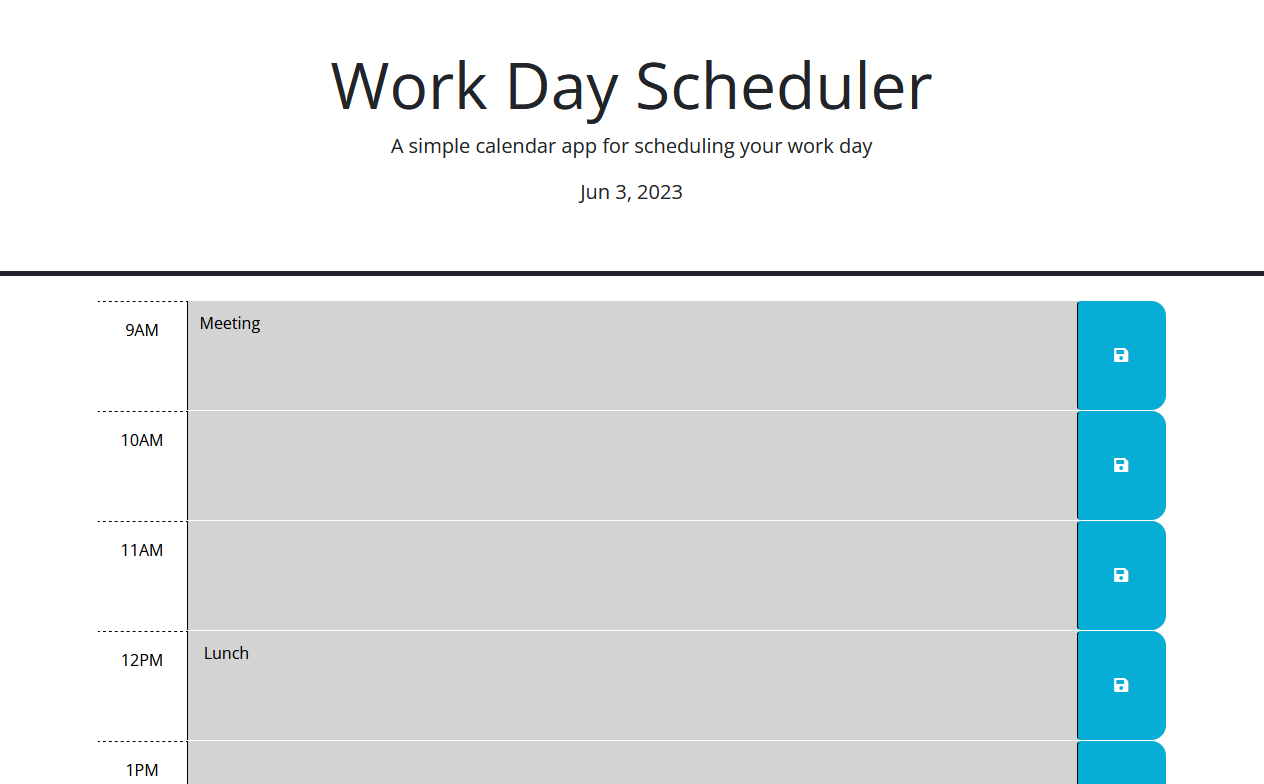 Work Day Scheduler
A simple calendar app for scheduling your work day
Jun 3, 2023
9AM
Meeting
10AM
11AM
12PM
Lunch
1PM